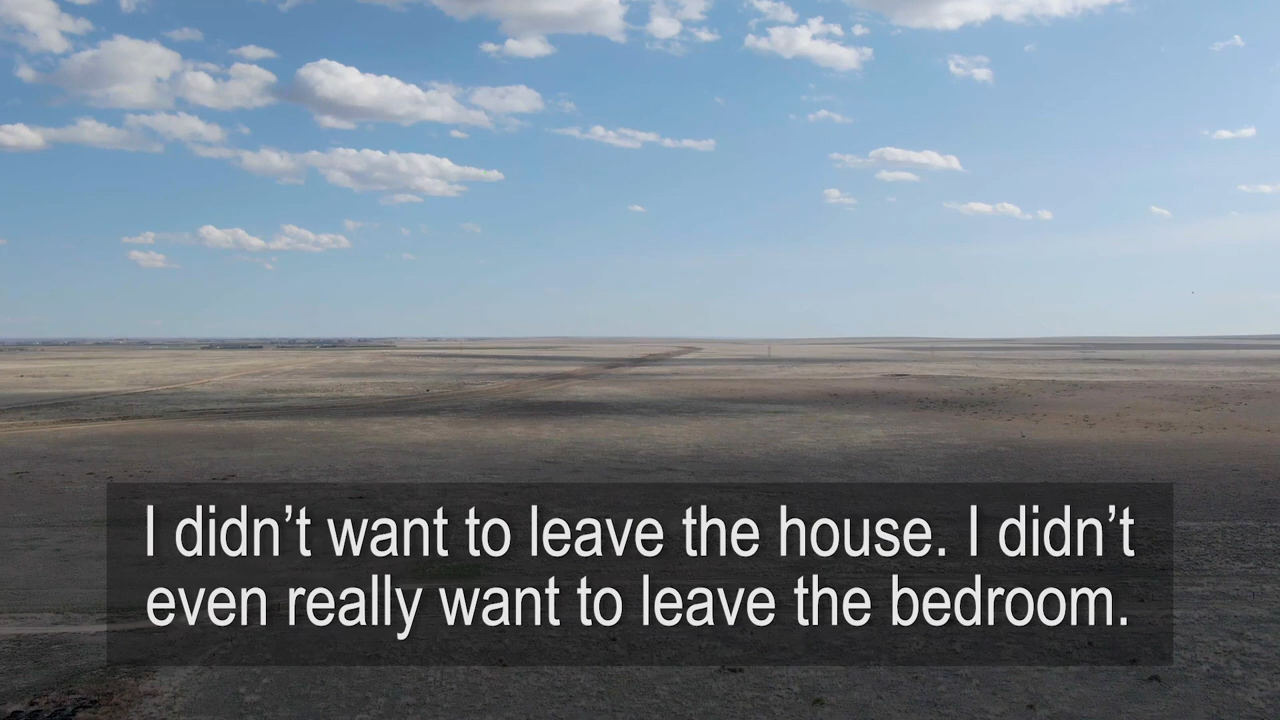 I didn’t want to leave the house. I didn’t
even really want to leave the bedroom.